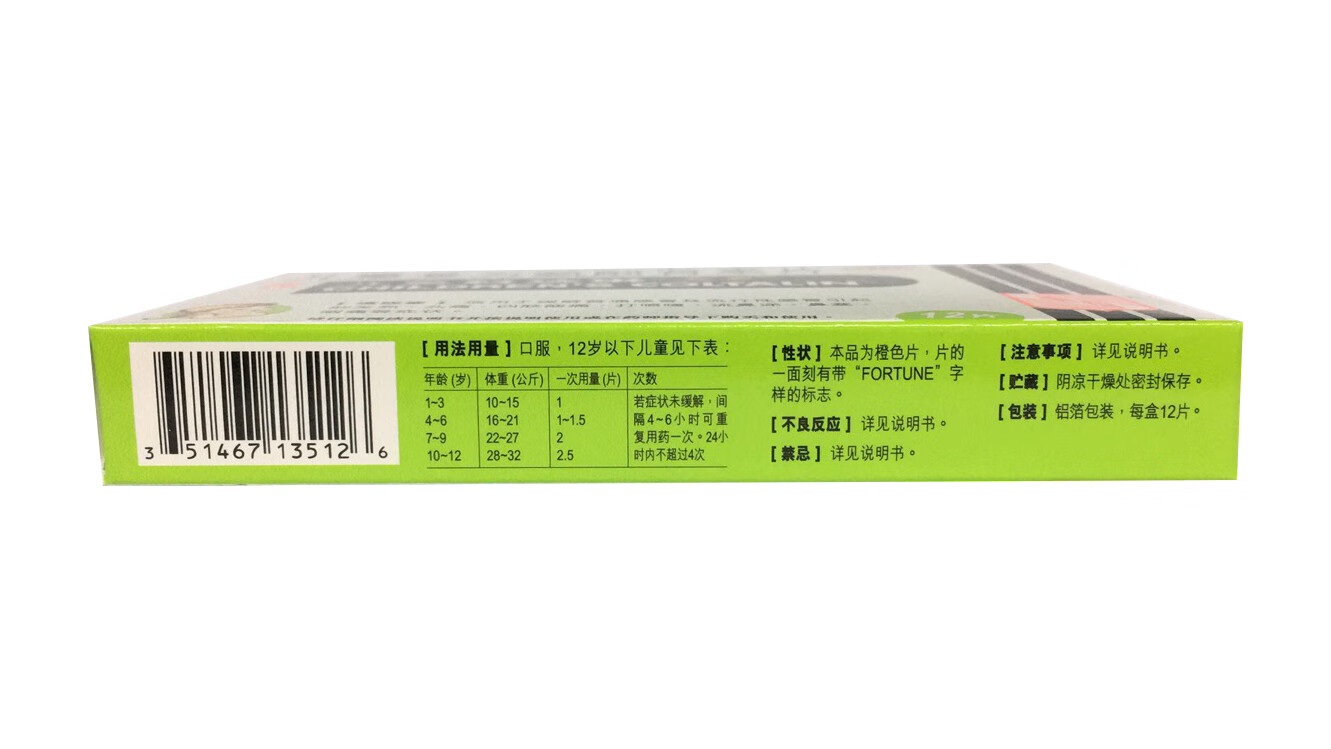 12片
3 51467 13512 6
【用法用量】口服，12岁以下儿童见下表：
年龄 (岁) 体重 (公斤) 一次用量 (片) 次数
1~3 10~15 1 若症状未缓解，间
4~6 16~21 1~1.5 隔4~6小时可重
7~9 22~27 2 复用药一次。24小
10~12 28~32 2.5 时内不超过4次
【性状】本品为橙色片，片的
一面刻有带“FORTUNE”字
样的标志。
【不良反应】详见说明书。
【禁忌】详见说明书。
【注意事项】详见说明书。
【贮藏】阴凉干燥处密封保存。
【包装】铝箔包装，每盒12片。